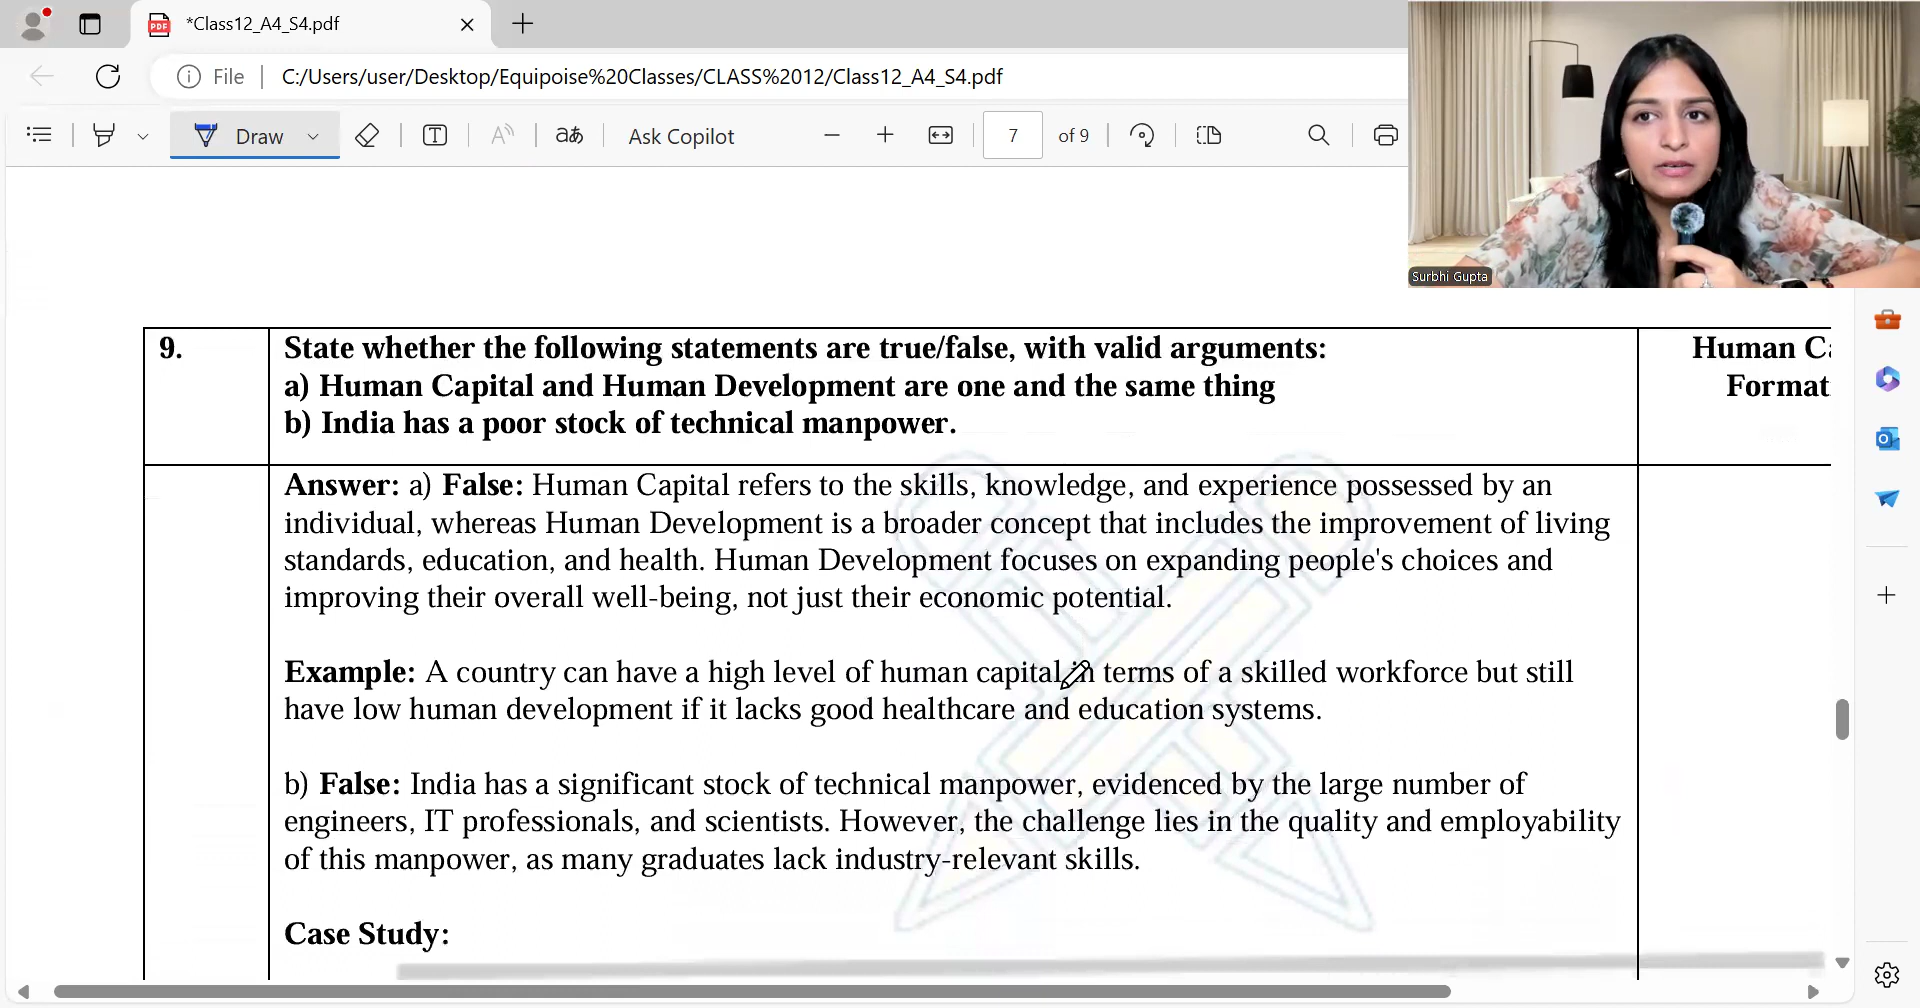 *Class12_A4_S4.pdf
File
C:/Users/user/Desktop/Equipoise%20Classes/CLASS%2012/Class12_A4_S4.pdf
Draw
Ask Copilot
7 of 9
Surbhi Gupta
9.
State whether the following statements are true/false, with valid arguments:
a) Human Capital and Human Development are one and the same thing
b) India has a poor stock of technical manpower.
Human Ca
Format
Answer: a) False: Human Capital refers to the skills, knowledge, and experience possessed by an
individual, whereas Human Development is a broader concept that includes the improvement of living
standards, education, and health. Human Development focuses on expanding people's choices and
improving their overall well-being, not just their economic potential.
Example: A country can have a high level of human capital in terms of a skilled workforce but still
have low human development if it lacks good healthcare and education systems.
b) False: India has a significant stock of technical manpower, evidenced by the large number of
engineers, IT professionals, and scientists. However, the challenge lies in the quality and employability
of this manpower, as many graduates lack industry-relevant skills.
Case Study: